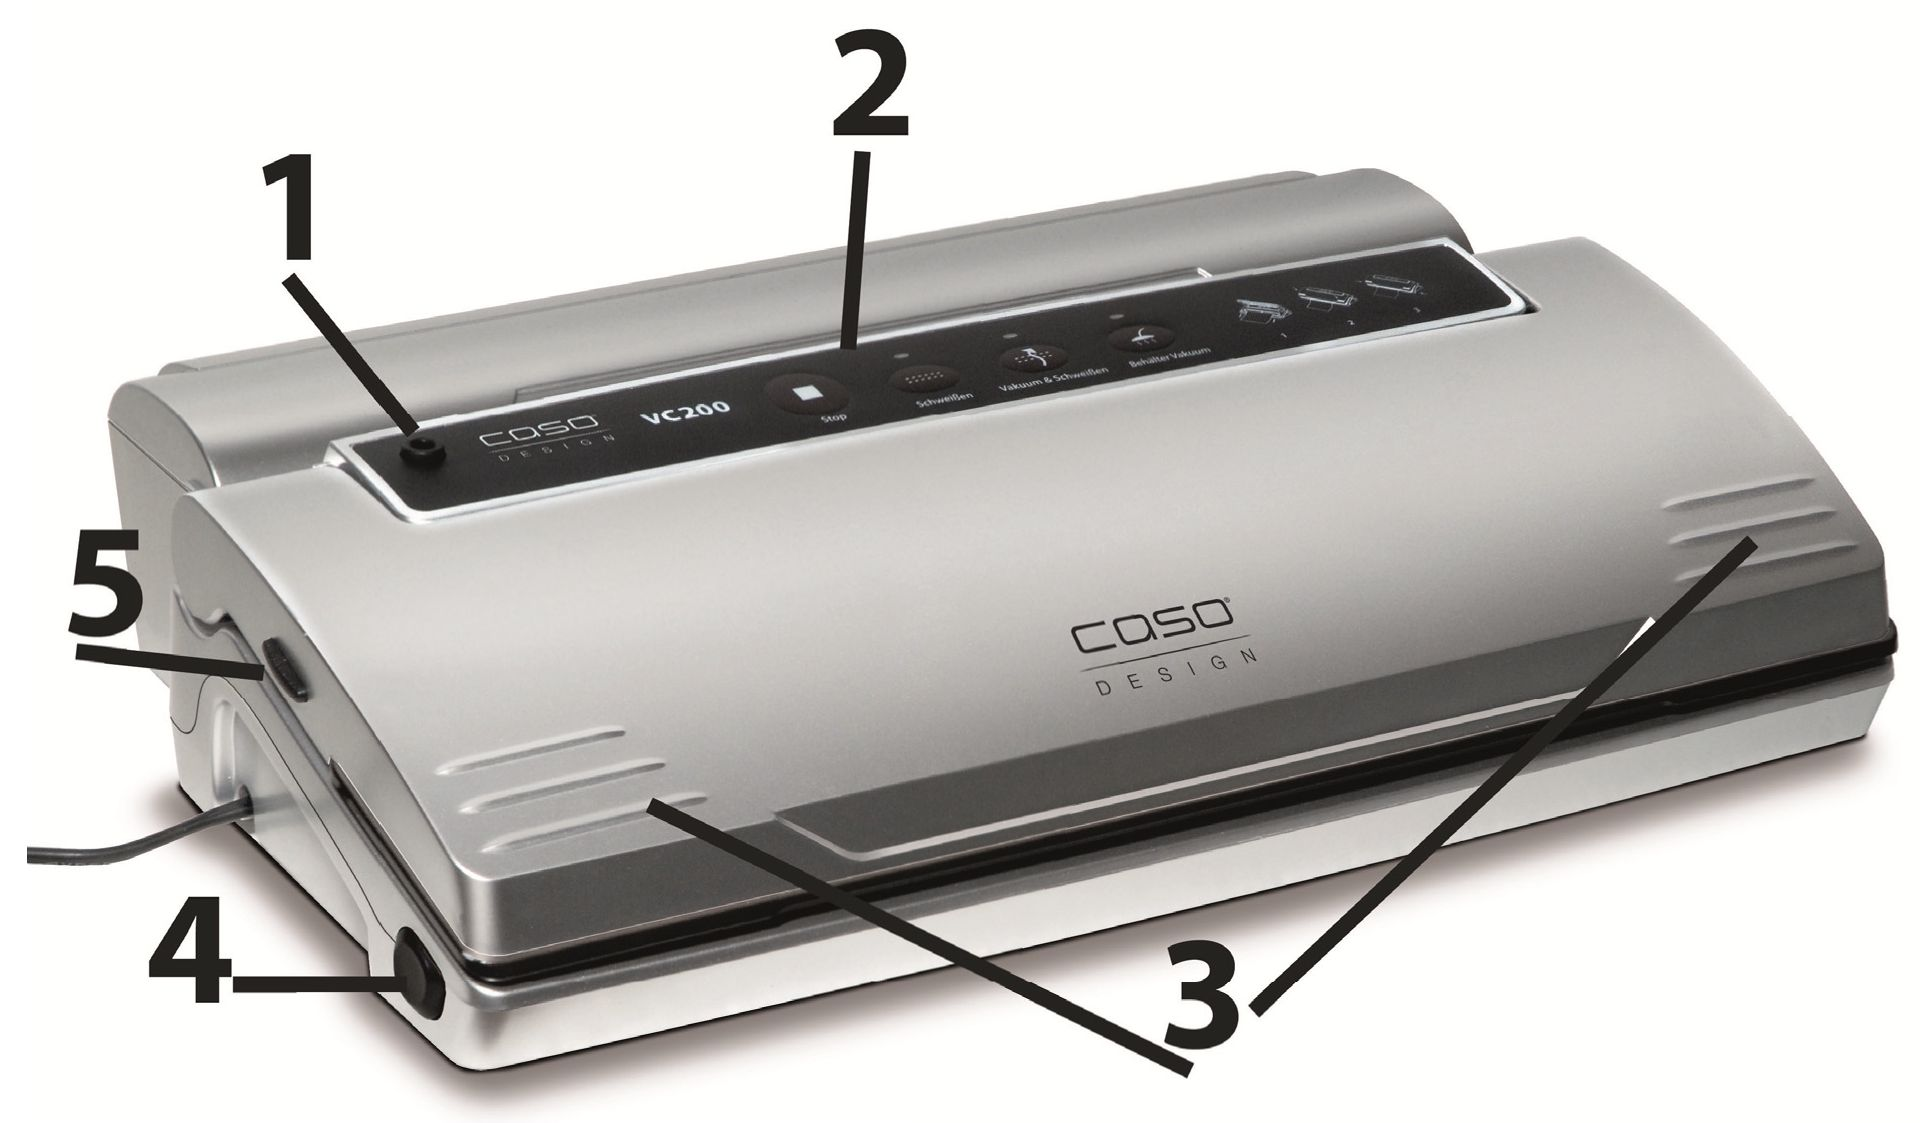 2
1
caso
DESIGN
VC200
Stop
Schweißen
Vakuum & Schweißen
Behälter Vakuum
1
2
3
5
caso®
DESIGN
4
3